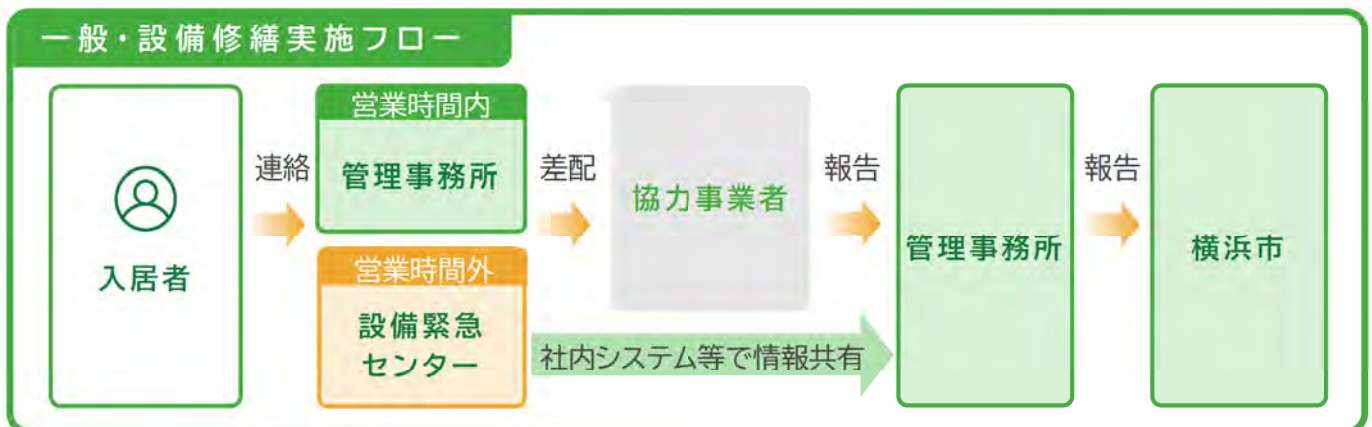 一般・設備修繕実施フロー
入居者
連絡
営業時間内
管理事務所
営業時間外
設備緊急
センター
差配
協力事業者
社内システム等で情報共有
報告
管理事務所
報告
横浜市